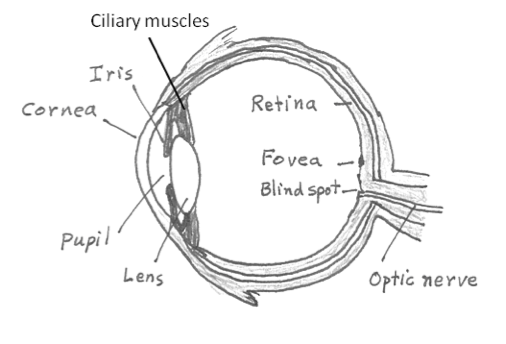 Ciliary muscles
Iris
Cornea
Retina
Fovea
Blind spot
Pupil
Lens
Optic nerve